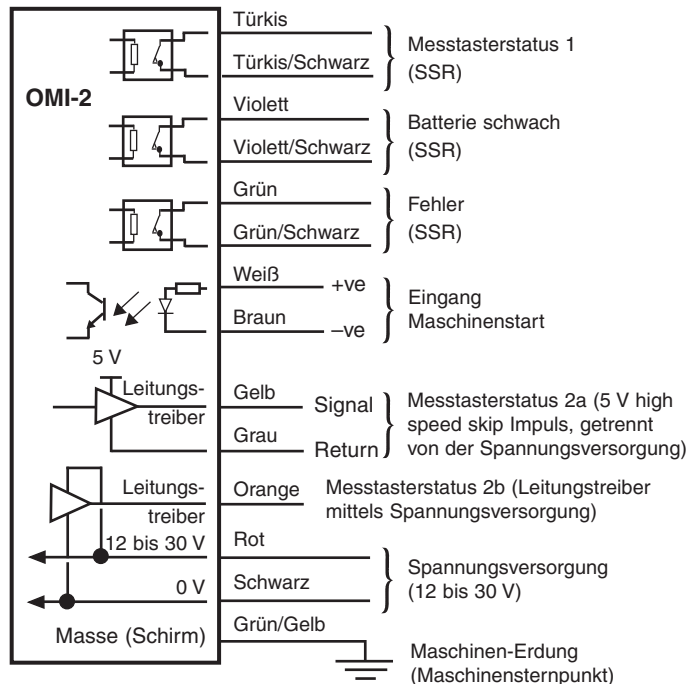 OMI-2
Türkis
Türkis/Schwarz
Messtasterstatus 1
(SSR)
Violett
Violett/Schwarz
Batterie schwach
(SSR)
Grün
Grün/Schwarz
Fehler
(SSR)
Weiß
+ve
Braun
–ve
Eingang
Maschinenstart
5 V
Leitungs-
treiber
Gelb
Signal
Grau
Return
Messtasterstatus 2a (5 V high
speed skip Impuls, getrennt
von der Spannungsversorgung)
Leitungs-
treiber
Orange
Messtasterstatus 2b (Leitungstreiber
mittels Spannungsversorgung)
12 bis 30 V
Rot
0 V
Schwarz
Spannungsversorgung
(12 bis 30 V)
Masse (Schirm)
Grün/Gelb
Maschinen-Erdung
(Maschinensternpunkt)